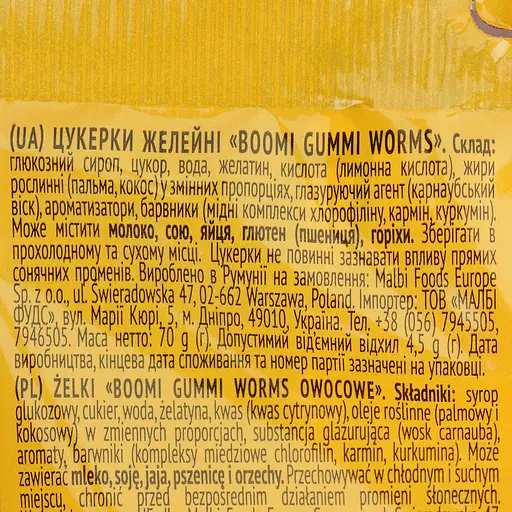 (UA) ЦУКЕРКИ ЖЕЛЕЙНІ «BOOMI GUMMI WORMS». Склад:
глюкозний сироп, цукор, вода, желатин, кислота (лимонна кислота), жири
рослинні (пальма, кокос) у змінних пропорціях, глазуруючий агент (карнаубський
віск), ароматизатори, барвники (мідні комплекси хлорофіліну, кармін, куркумін).
Може містити молоко, сою, яйця, глютен (пшениця), горіхи. Зберігати в
прохолодному та сухому місці. Цукерки не повинні зазнавати впливу прямих
сонячних променів. Вироблено в Румунії на замовлення: Malbi Foods Europe
Sp. z o.o., ul. Swieradowska 47, 02-662 Warszawa, Poland. Імпортер: ТОВ «МАЛБІ
ФУДС», вул. Марії Кюрі, 5, м. Дніпро, 49010, Україна. Тел. +38 (056) 7945505,
7946505. Маса нетто: 70 g (г). Допустимий від'ємний відхил 4,5 g (г). Дата
виробництва, кінцева дата споживання та номер партії зазначені на упаковці.
(PL) ŻELKI «BOOMI GUMMI WORMS OWOCOWE». Składniki: syrop
glukozowy, cukier, woda, żelatyna, kwas (kwas cytrynowy), oleje roślinne (palmowy i
kokosowy) w zmiennych proporcjach, substancja glazurująca (wosk carnauba),
aromaty, barwniki (kompleksy miedziowe chlorofilin, karmin, kurkumina). Może
zawierać mleko, soję, jaja, pszenicę i orzechy. Przechowywać w chłodnym i suchym
miejscu, chronić przed bezpośrednim działaniem promieni słonecznych.